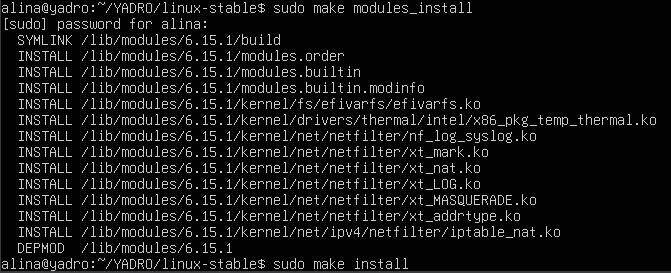 alina@yadro:~/YADRO/linux-stable$ sudo make modules_install
[sudo] password for alina:
  SYMLINK /lib/modules/6.15.1/build
  INSTALL /lib/modules/6.15.1/modules.order
  INSTALL /lib/modules/6.15.1/modules.builtin
  INSTALL /lib/modules/6.15.1/modules.builtin.modinfo
  INSTALL /lib/modules/6.15.1/kernel/fs/efivarfs/efivarfs.ko
  INSTALL /lib/modules/6.15.1/kernel/drivers/thermal/intel/x86_pkg_temp_thermal.ko
  INSTALL /lib/modules/6.15.1/kernel/net/netfilter/nf_log_syslog.ko
  INSTALL /lib/modules/6.15.1/kernel/net/netfilter/xt_mark.ko
  INSTALL /lib/modules/6.15.1/kernel/net/netfilter/xt_nat.ko
  INSTALL /lib/modules/6.15.1/kernel/net/netfilter/xt_LOG.ko
  INSTALL /lib/modules/6.15.1/kernel/net/netfilter/xt_MASQUERADE.ko
  INSTALL /lib/modules/6.15.1/kernel/net/netfilter/xt_addrtype.ko
  INSTALL /lib/modules/6.15.1/kernel/net/ipv4/netfilter/iptable_nat.ko
  DEPMOD  /lib/modules/6.15.1
alina@yadro:~/YADRO/linux-stable$ sudo make install